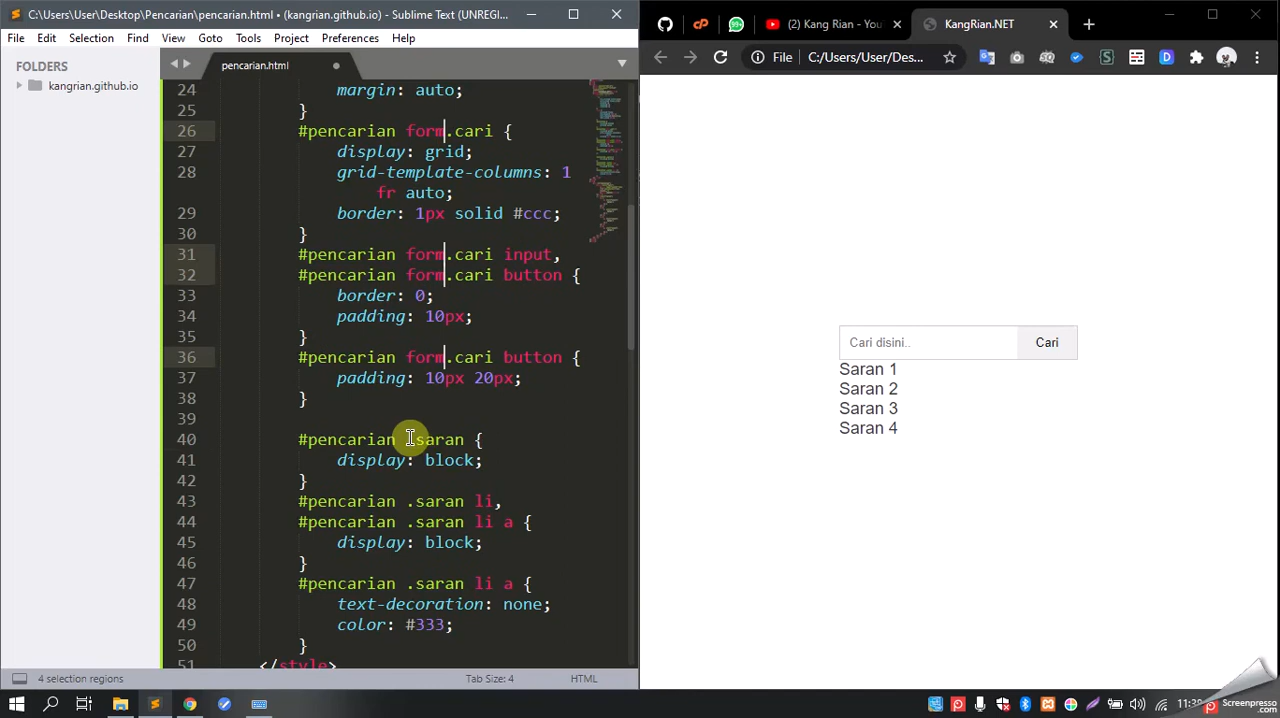 C:\Users\User\Desktop\Pencarian\pencarian.html • (kangrian.github.io) - Sublime Text (UNREGI...
File Edit Selection Find View Goto Tools Project Preferences Help
FOLDERS
kangrian.github.io
pencarian.html
24 margin: auto;
25 }
26 #pencarian form.cari {
27 display: grid;
28 grid-template-columns: 1
fr auto;
29 border: 1px solid #ccc;
30 }
31 #pencarian form.cari input,
32 #pencarian form.cari button {
33 border: 0;
34 padding: 10px;
35 }
36 #pencarian form.cari button {
37 padding: 10px 20px;
38 }
39
40 #pencarian .saran {
41 display: block;
42 }
43 #pencarian .saran li,
44 #pencarian .saran li a {
45 display: block;
46 }
47 #pencarian .saran li a {
48 text-decoration: none;
49 color: #333;
50 }
51 </style>
4 selection regions
Tab Size: 4
HTML
99+
(2) Kang Rian - You
KangRian.NET
File C:/Users/User/Des...
Cari disini..
Cari
Saran 1
Saran 2
Saran 3
Saran 4
Screenpresso
.com